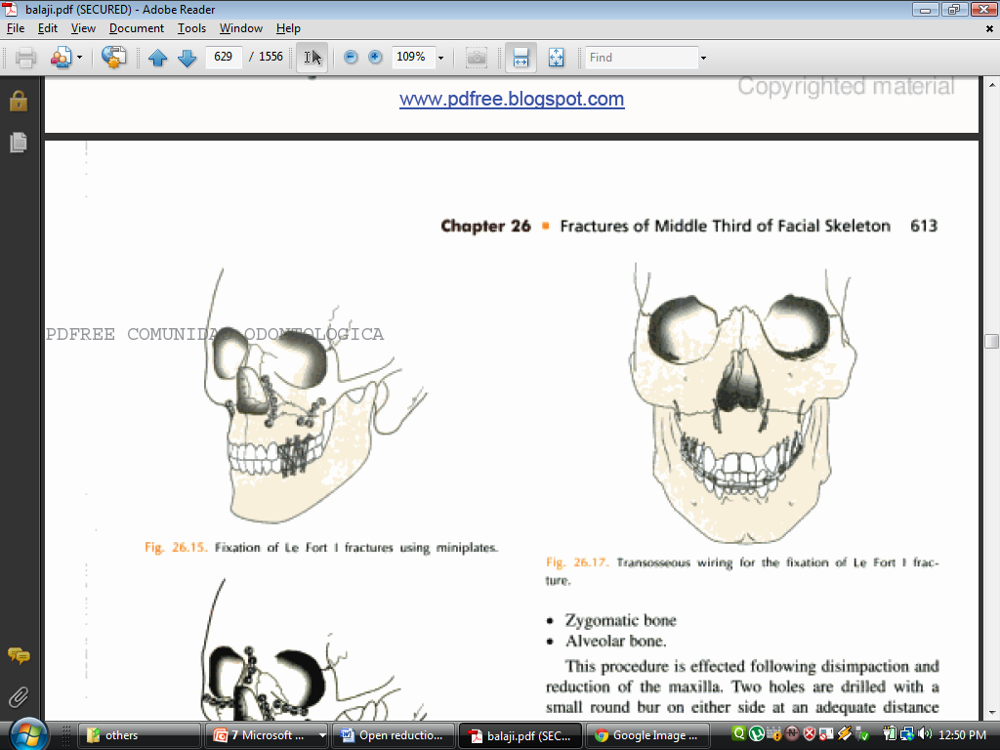 balaji.pdf (SECURED) - Adobe Reader
File Edit View Document Tools Window Help
629 / 1556 109% Find
www.pdfree.blogspot.com
Copyrighted material
Chapter 26 ▪ Fractures of Middle Third of Facial Skeleton 613
PDFREE COMUNIDAD ODONTOLOGICA
Fig. 26.15. Fixation of Le Fort I fractures using miniplates.
Fig. 26.17. Transosseous wiring for the fixation of Le Fort I frac-
ture.
• Zygomatic bone
• Alveolar bone.
This procedure is effected following disimpaction and
reduction of the maxilla. Two holes are drilled with a
small round bur on either side at an adequate distance
others 7 Microsoft ... Open reductio... balaji.pdf (SEC... Google Image ... 12:50 PM